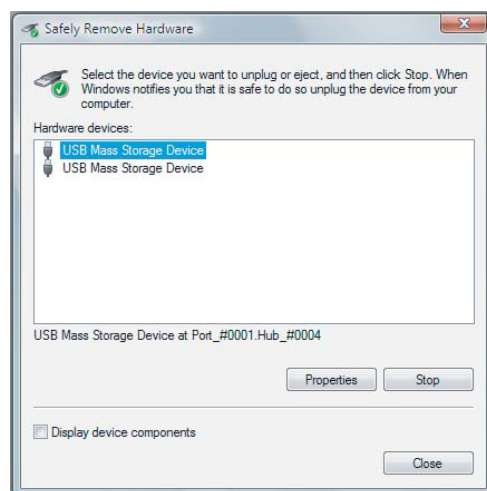 Safely Remove Hardware
Select the device you want to unplug or eject, and then click Stop. When
Windows notifies you that it is safe to do so unplug the device from your
computer.
Hardware devices:
USB Mass Storage Device
USB Mass Storage Device
USB Mass Storage Device at Port_#0001.Hub_#0004
Properties Stop
Display device components
Close